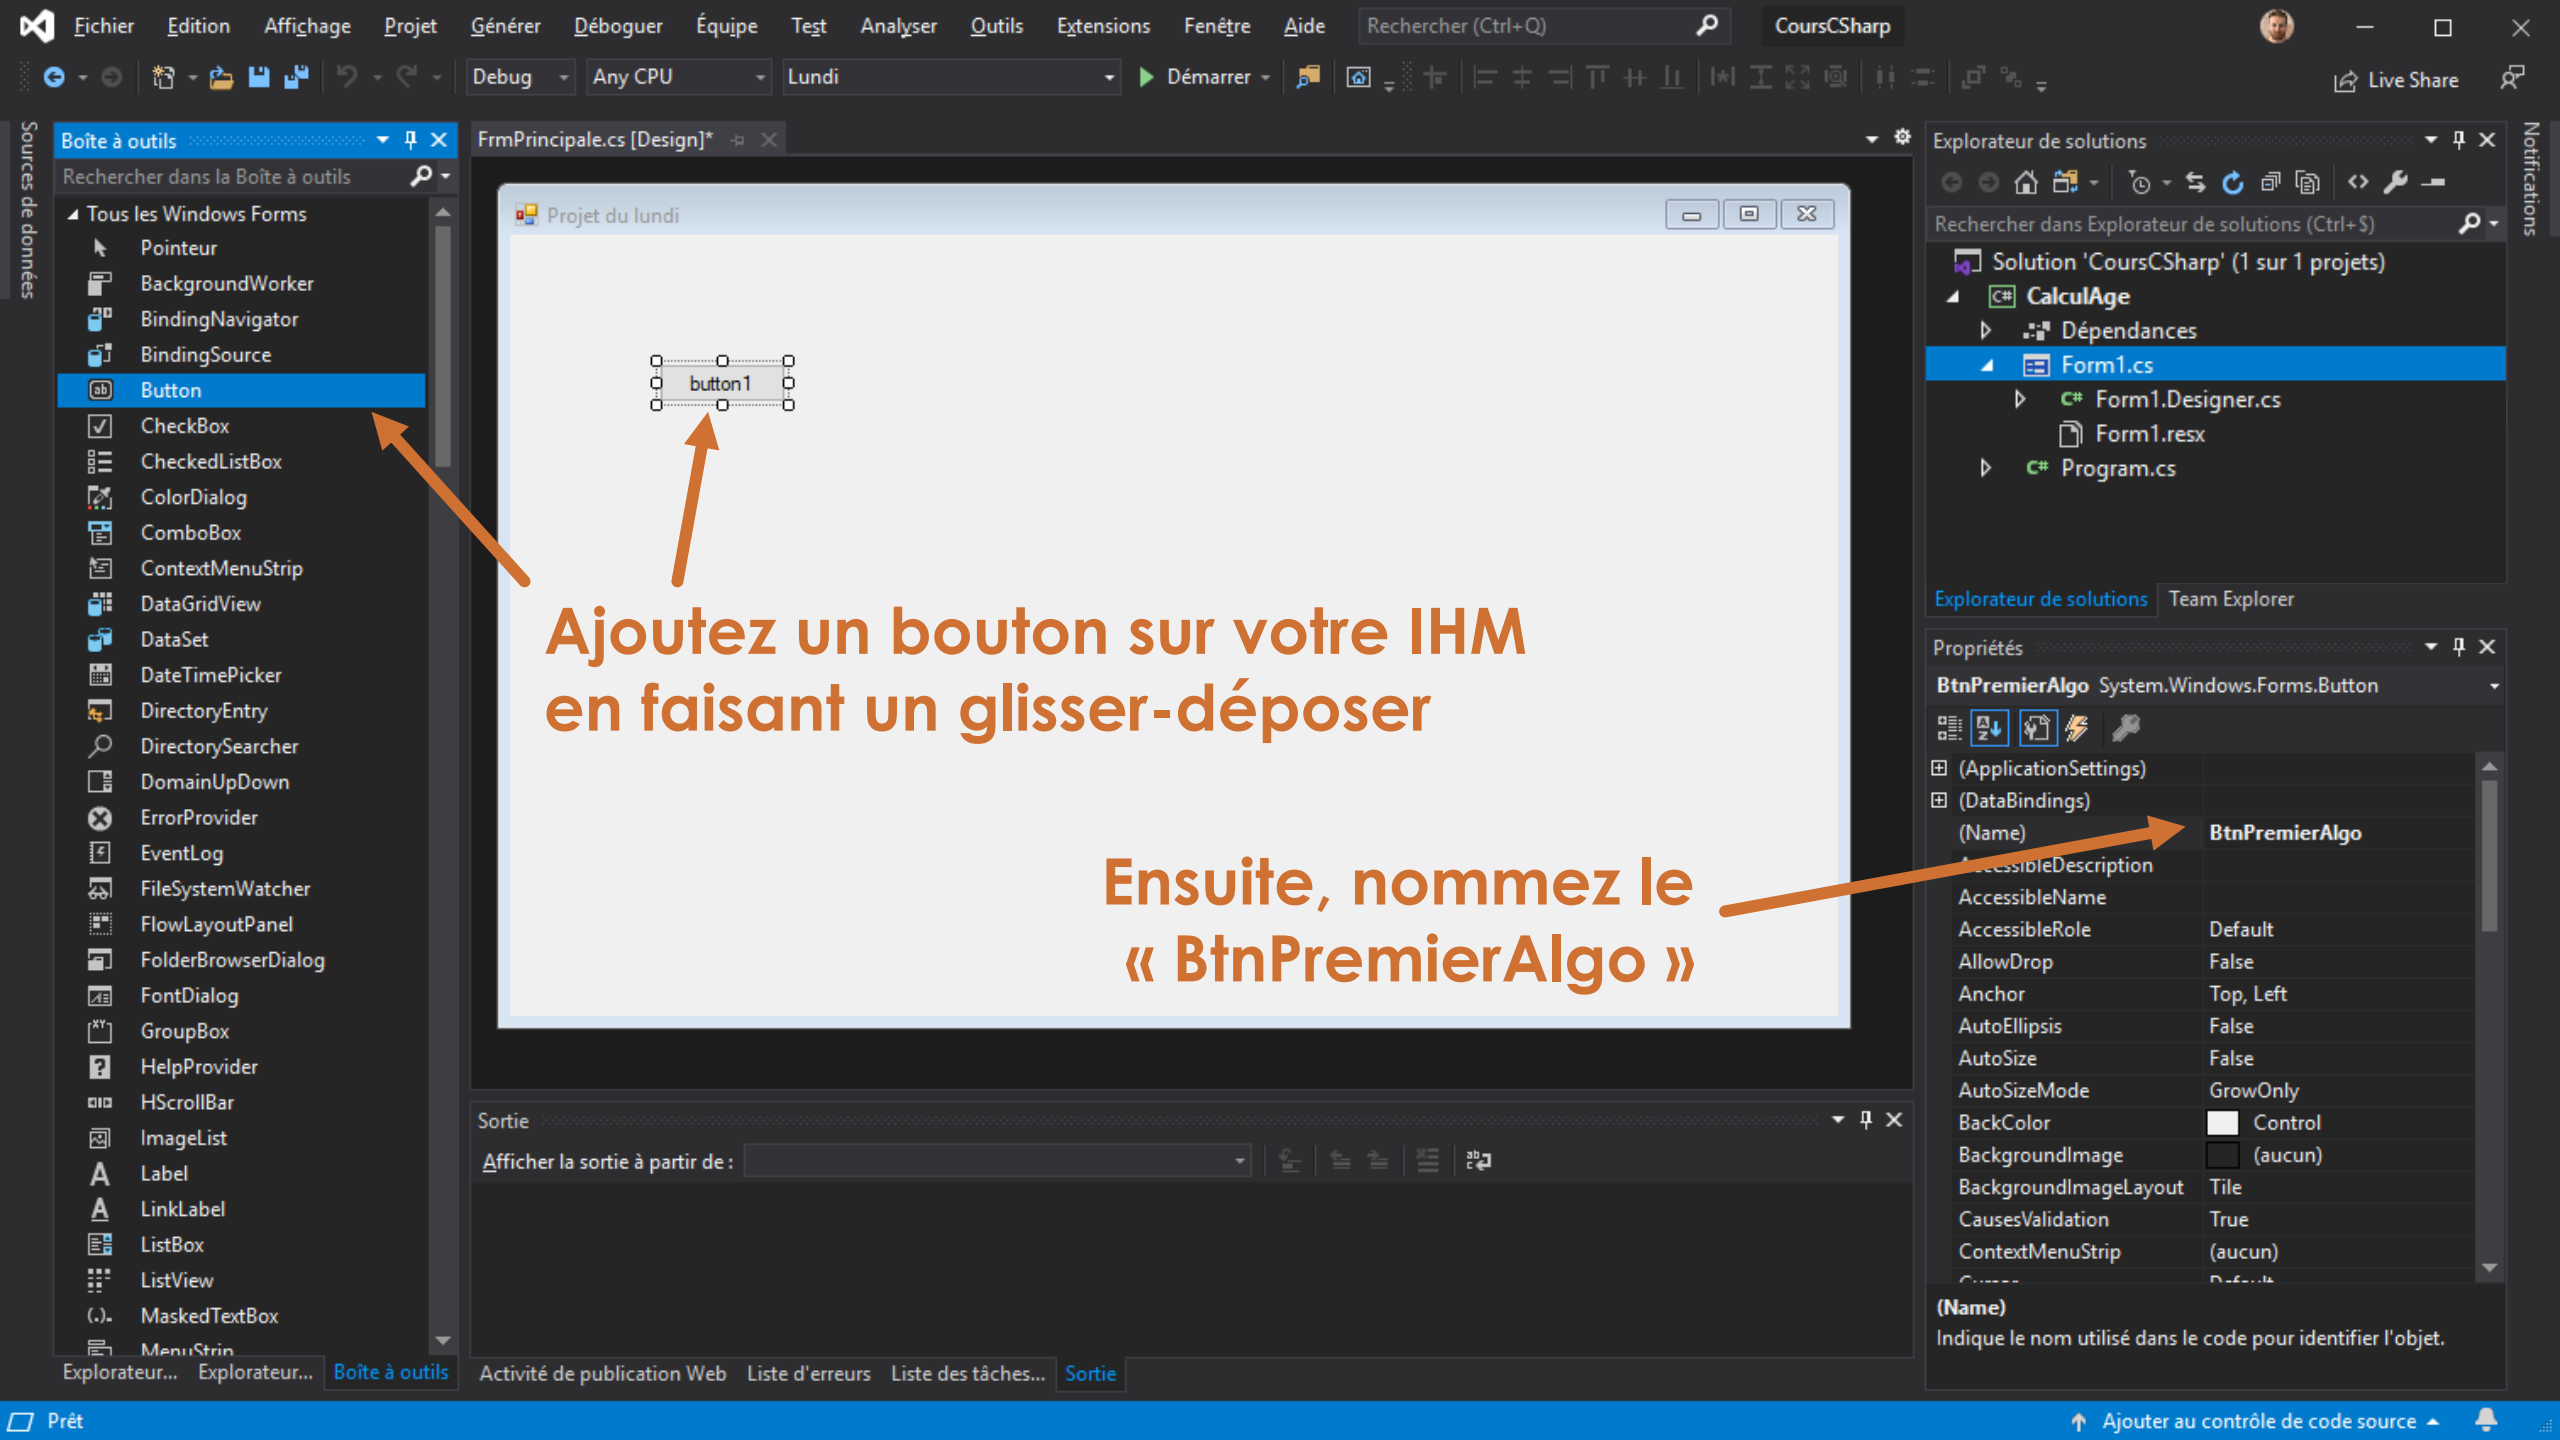 Fichier Edition Affichage Projet Générer Déboguer Équipe Test Analyser Outils Extensions Fenêtre Aide Rechercher (Ctrl+Q) CoursCSharp
Debug Any CPU Lundi Démarrer Live Share
Sources de données
Boîte à outils
Rechercher dans la Boîte à outils
Tous les Windows Forms
Pointeur
BackgroundWorker
BindingNavigator
BindingSource
Button
CheckBox
CheckedListBox
ColorDialog
ComboBox
ContextMenuStrip
DataGridView
DataSet
DateTimePicker
DirectoryEntry
DirectorySearcher
DomainUpDown
ErrorProvider
EventLog
FileSystemWatcher
FlowLayoutPanel
FolderBrowserDialog
FontDialog
GroupBox
HelpProvider
HScrollBar
ImageList
Label
LinkLabel
ListBox
ListView
MaskedTextBox
MenuStrip
Explorateur... Explorateur... Boîte à outils
FrmPrincipale.cs [Design]*
Projet du lundi
button1
Ajoutez un bouton sur votre IHM
en faisant un glisser-déposer
Ensuite, nommez le
« BtnPremierAlgo »
Sortie
Afficher la sortie à partir de :
Activité de publication Web Liste d'erreurs Liste des tâches... Sortie
Explorateur de solutions
Rechercher dans Explorateur de solutions (Ctrl+$)
Solution 'CoursCSharp' (1 sur 1 projets)
CalculAge
Dépendances
Form1.cs
Form1.Designer.cs
Form1.resx
Program.cs
Explorateur de solutions Team Explorer
Propriétés
BtnPremierAlgo System.Windows.Forms.Button
(ApplicationSettings)
(DataBindings)
(Name) BtnPremierAlgo
AccessibleDescription
AccessibleName
AccessibleRole Default
AllowDrop False
Anchor Top, Left
AutoEllipsis False
AutoSize False
AutoSizeMode GrowOnly
BackColor Control
BackgroundImage (aucun)
BackgroundImageLayout Tile
CausesValidation True
ContextMenuStrip (aucun)
Cursor Default
(Name)
Indique le nom utilisé dans le code pour identifier l'objet.
Notifications
Prêt Ajouter au contrôle de code source